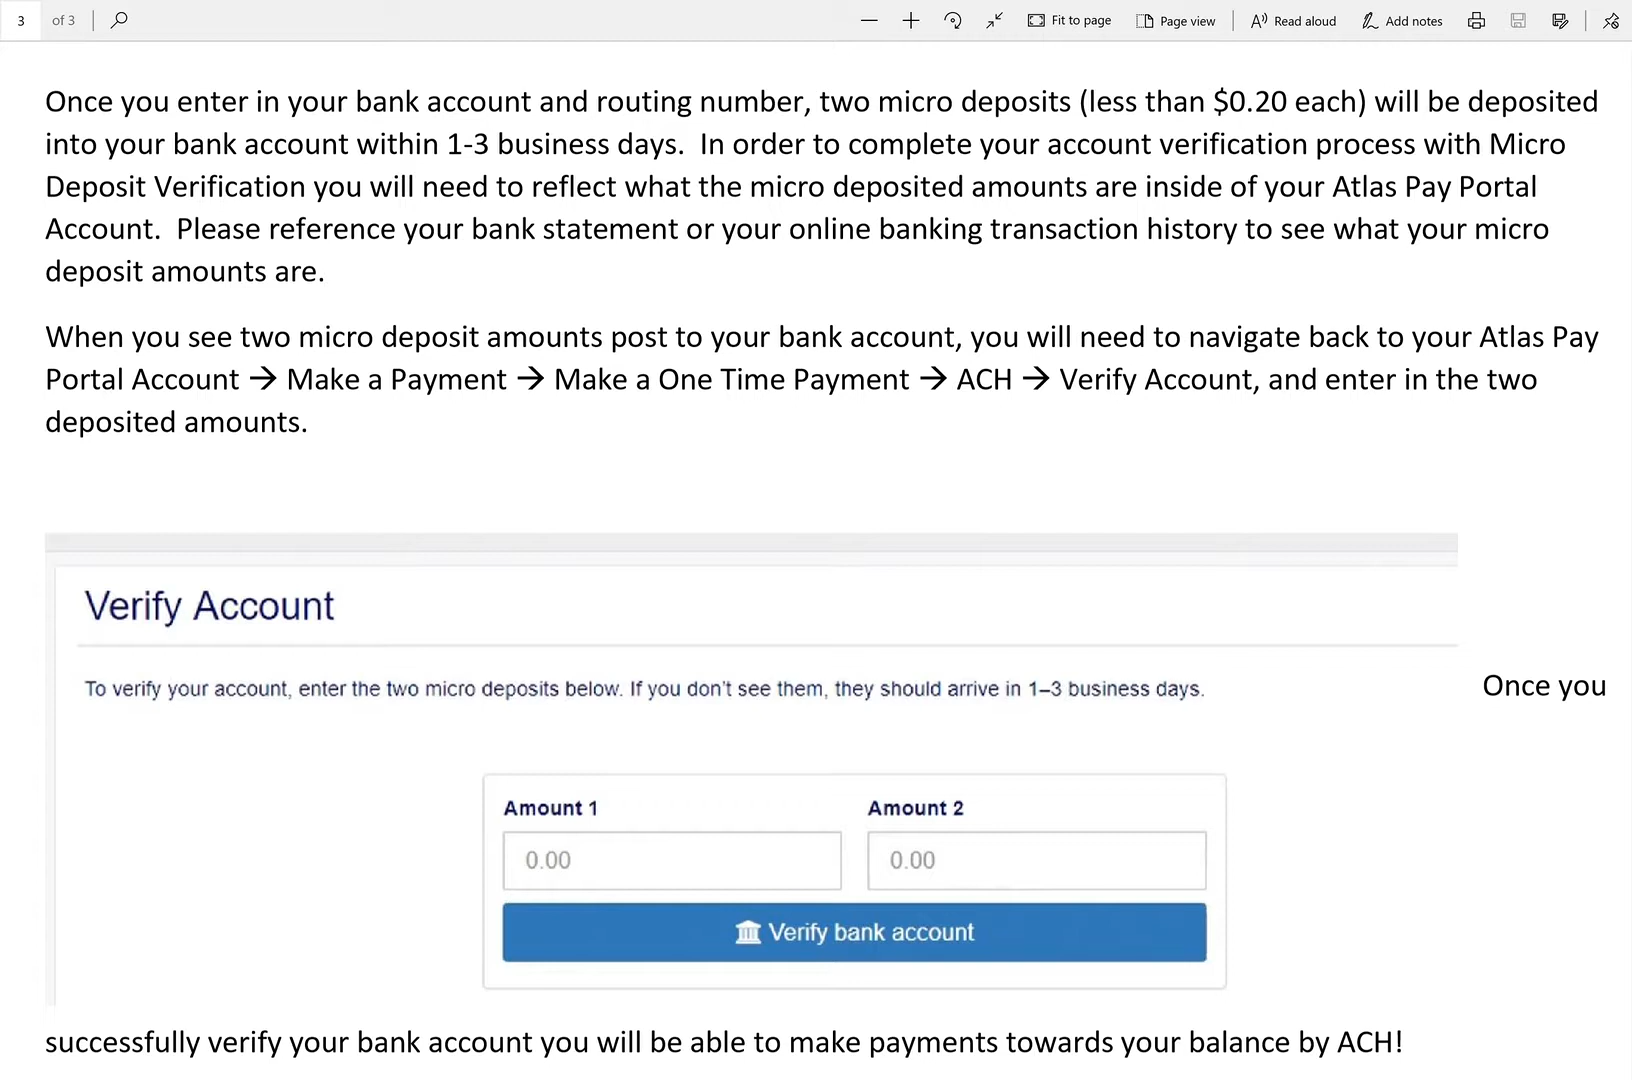 3 of 3 Fit to page Page view Read aloud Add notes
Once you enter in your bank account and routing number, two micro deposits (less than $0.20 each) will be deposited
into your bank account within 1-3 business days.  In order to complete your account verification process with Micro
Deposit Verification you will need to reflect what the micro deposited amounts are inside of your Atlas Pay Portal
Account.  Please reference your bank statement or your online banking transaction history to see what your micro
deposit amounts are.
When you see two micro deposit amounts post to your bank account, you will need to navigate back to your Atlas Pay
Portal Account → Make a Payment → Make a One Time Payment → ACH → Verify Account, and enter in the two
deposited amounts.
Verify Account
To verify your account, enter the two micro deposits below. If you don't see them, they should arrive in 1–3 business days.
Amount 1 Amount 2
0.00 0.00
Verify bank account
Once you
successfully verify your bank account you will be able to make payments towards your balance by ACH!